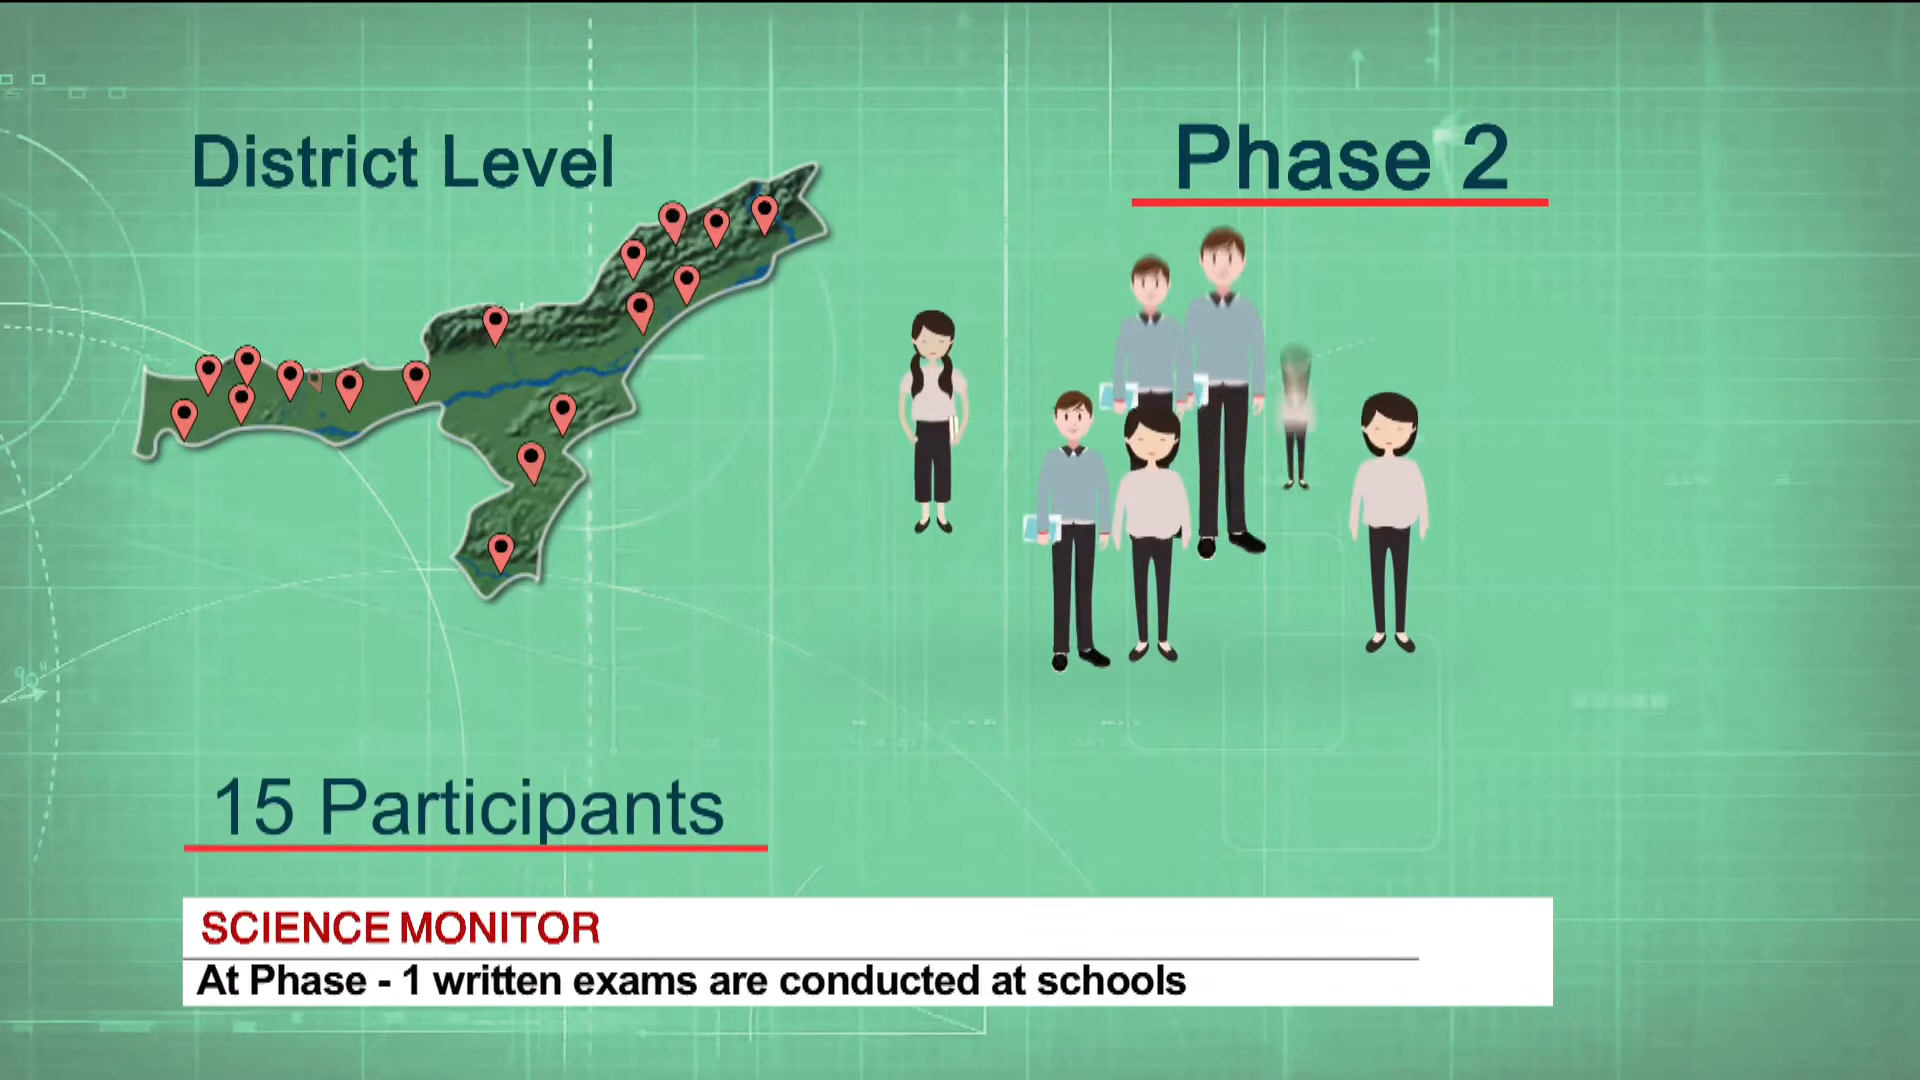 District Level
Phase 2
15 Participants
SCIENCE MONITOR
At Phase - 1 written exams are conducted at schools